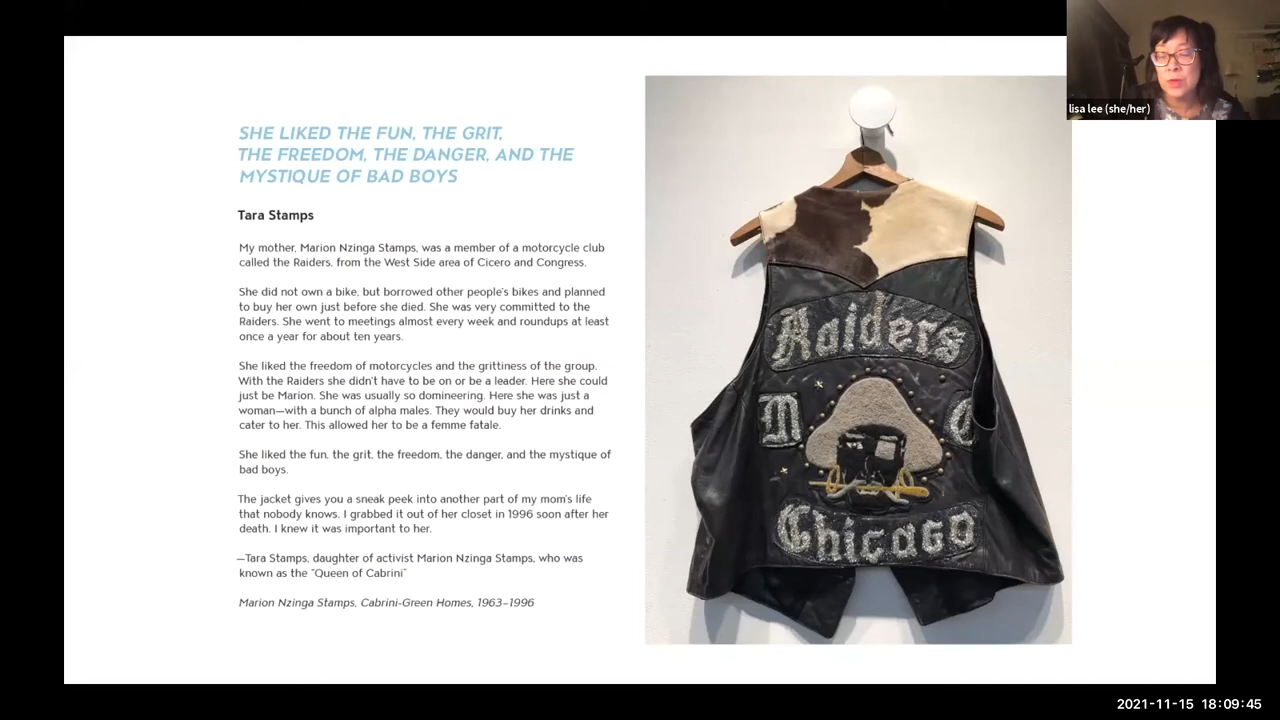 lisa lee (she/her)
SHE LIKED THE FUN, THE GRIT,
THE FREEDOM, THE DANGER, AND THE
MYSTIQUE OF BAD BOYS
Tara Stamps
My mother, Marion Nzinga Stamps, was a member of a motorcycle club
called the Raiders, from the West Side area of Cicero and Congress.
She did not own a bike, but borrowed other people's bikes and planned
to buy her own just before she died. She was very committed to the
Raiders. She went to meetings almost every week and roundups at least
once a year for about ten years.
She liked the freedom of motorcycles and the grittiness of the group.
With the Raiders she didn't have to be on or be a leader. Here she could
just be Marion. She was usually so domineering. Here she was just a
woman—with a bunch of alpha males. They would buy her drinks and
cater to her. This allowed her to be a femme fatale.
She liked the fun, the grit, the freedom, the danger, and the mystique of
bad boys.
The jacket gives you a sneak peek into another part of my mom's life
that nobody knows. I grabbed it out of her closet in 1996 soon after her
death. I knew it was important to her.
—Tara Stamps, daughter of activist Marion Nzinga Stamps, who was
known as the "Queen of Cabrini"
Marion Nzinga Stamps, Cabrini-Green Homes, 1963–1996
Raiders
M C
Chicago
2021-11-15 18:09:45